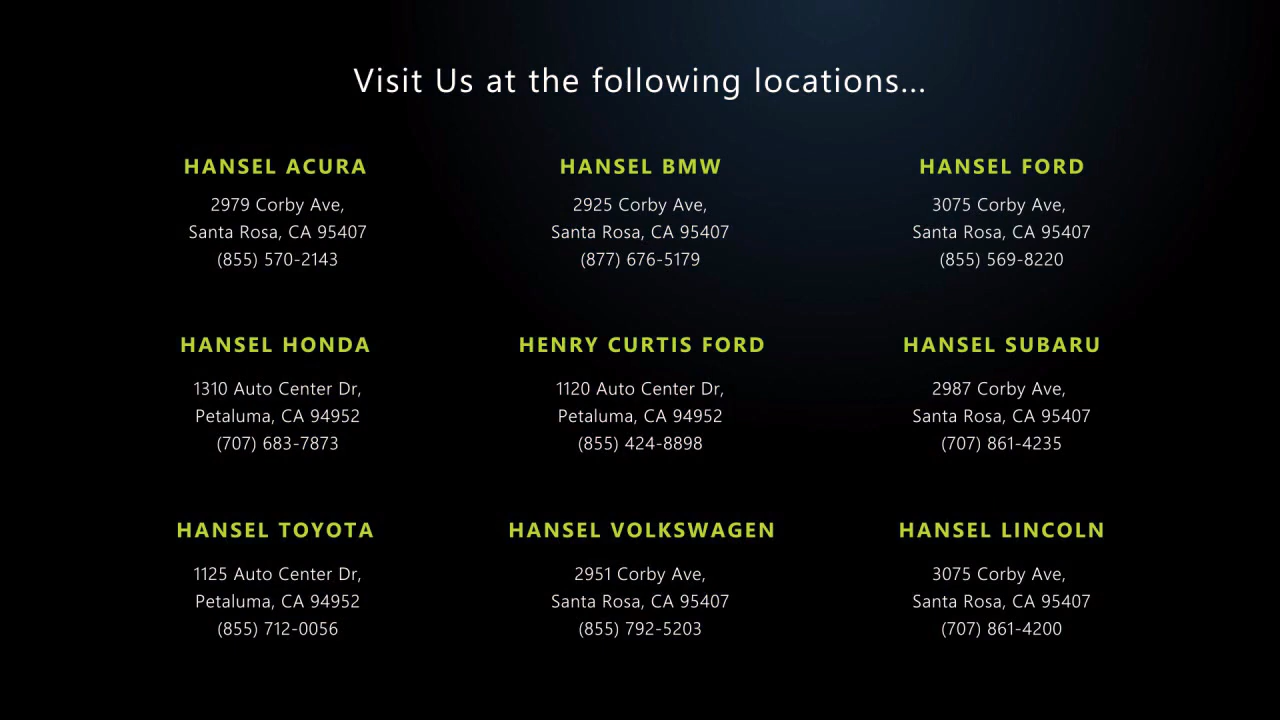 Visit Us at the following locations...
HANSEL ACURA
2979 Corby Ave,
Santa Rosa, CA 95407
(855) 570-2143
HANSEL BMW
2925 Corby Ave,
Santa Rosa, CA 95407
(877) 676-5179
HANSEL FORD
3075 Corby Ave,
Santa Rosa, CA 95407
(855) 569-8220
HANSEL HONDA
1310 Auto Center Dr,
Petaluma, CA 94952
(707) 683-7873
HENRY CURTIS FORD
1120 Auto Center Dr,
Petaluma, CA 94952
(855) 424-8898
HANSEL SUBARU
2987 Corby Ave,
Santa Rosa, CA 95407
(707) 861-4235
HANSEL TOYOTA
1125 Auto Center Dr,
Petaluma, CA 94952
(855) 712-0056
HANSEL VOLKSWAGEN
2951 Corby Ave,
Santa Rosa, CA 95407
(855) 792-5203
HANSEL LINCOLN
3075 Corby Ave,
Santa Rosa, CA 95407
(707) 861-4200